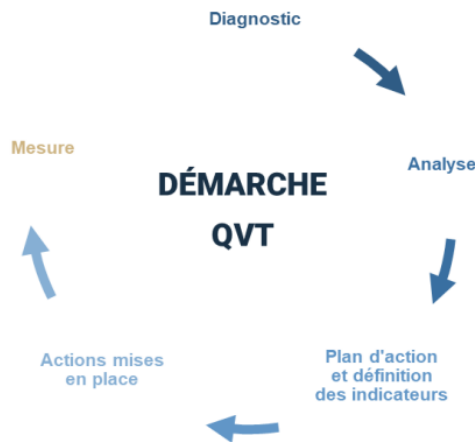 Diagnostic
Mesure
Analyse
DÉMARCHE
QVT
Actions mises
en place
Plan d'action
et définition
des indicateurs